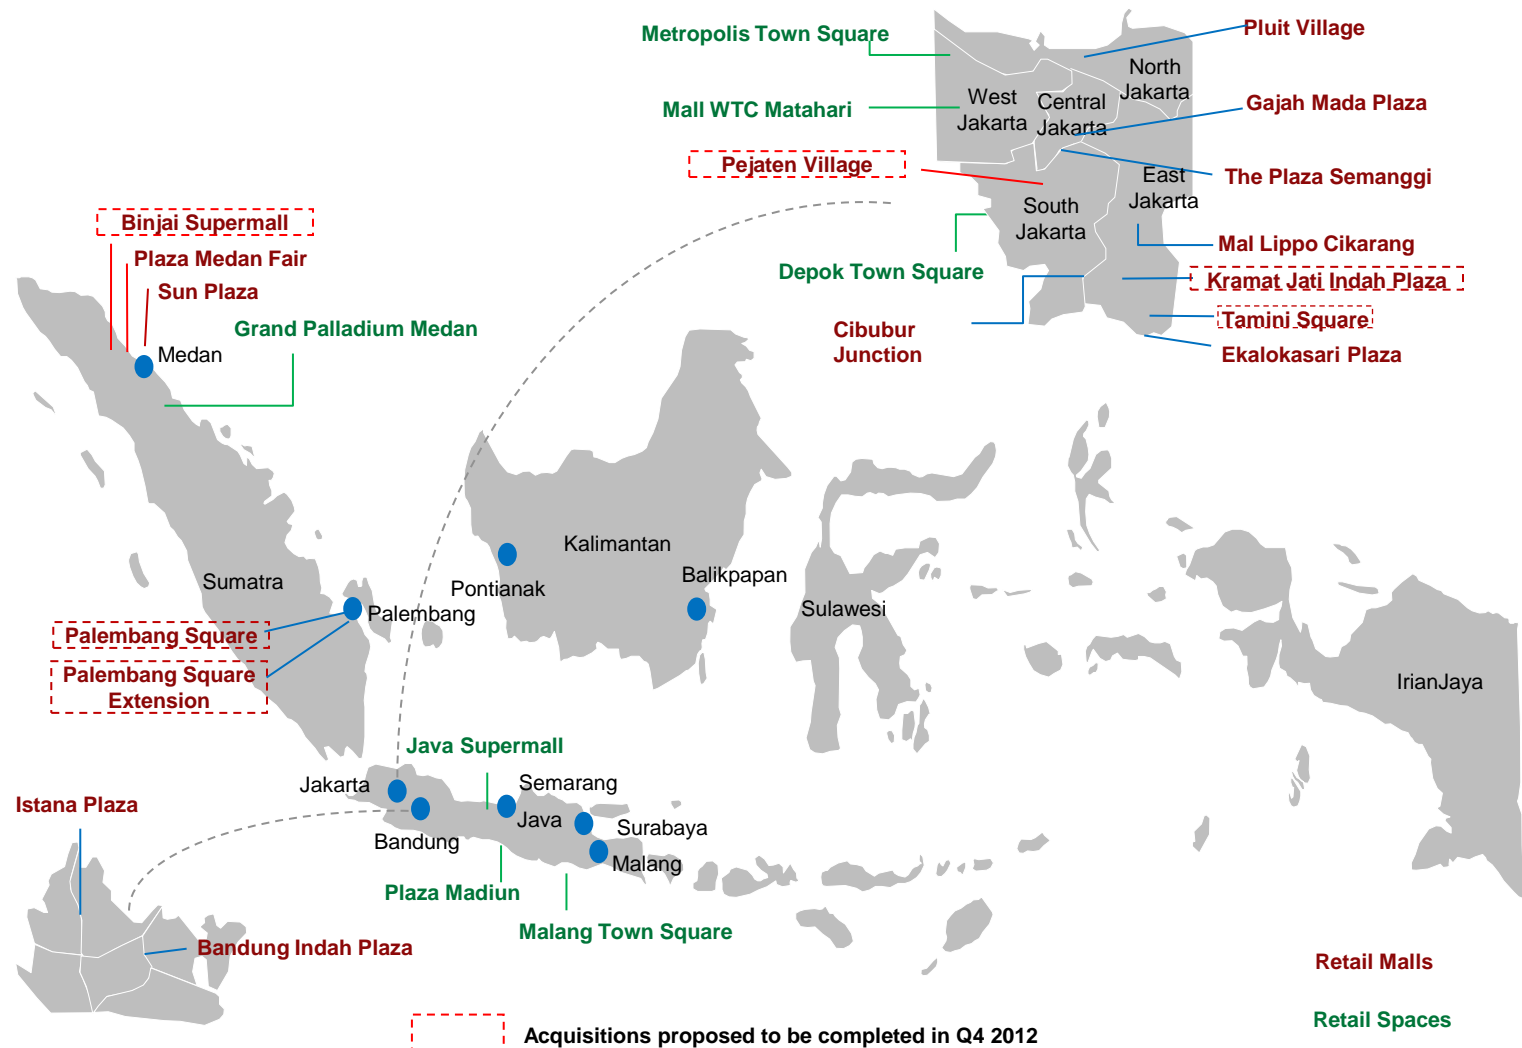 Metropolis Town Square
Pluit Village
North
Jakarta
West
Jakarta
Central
Jakarta
Mall WTC Matahari
Gajah Mada Plaza
Pejaten Village
East
Jakarta
The Plaza Semanggi
South
Jakarta
Binjai Supermall
Plaza Medan Fair
Mal Lippo Cikarang
Depok Town Square
Kramat Jati Indah Plaza
Sun Plaza
Tamini Square
Grand Palladium Medan
Cibubur
Junction
Ekalokasari Plaza
Medan
Kalimantan
Sumatra
Pontianak
Balikpapan
Sulawesi
Palembang
Palembang Square
Palembang Square
Extension
IrianJaya
Java Supermall
Jakarta
Semarang
Istana Plaza
Java
Surabaya
Bandung
Malang
Plaza Madiun
Malang Town Square
Bandung Indah Plaza
Retail Malls
Retail Spaces
Acquisitions proposed to be completed in Q4 2012